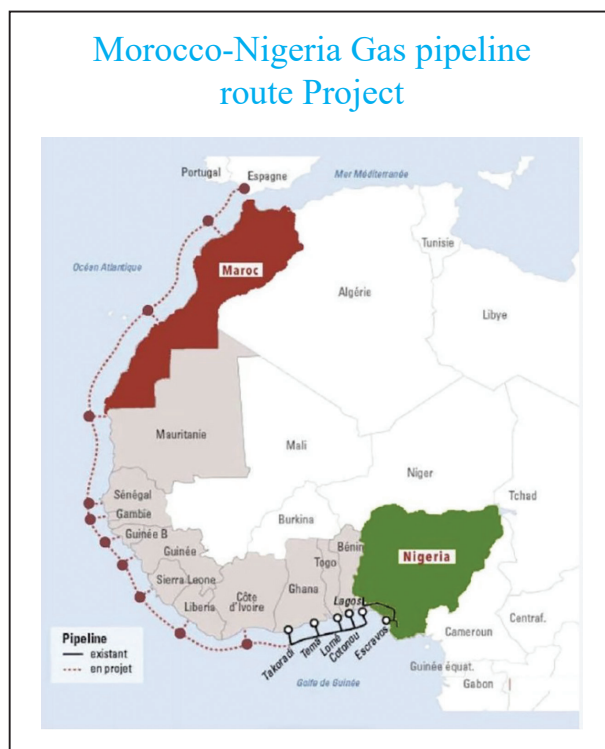 Morocco-Nigeria Gas pipeline
route Project
Portugal
Espagne
Mer Méditerranée
Océan Atlantique
Maroc
Tunisie
Algérie
Libye
Mauritanie
Mali
Niger
Tchad
Sénégal
Gambie
Guinée B
Guinée
Burkina
Bénin
Togo
Nigeria
Sierra Leone
Ghana
Côte
d'Ivoire
Liberia
Lagos
Centraf.
Cameroun
Pipeline
existant
en projet
Takoradi
Tema
Lomé
Cotonou
Escravos
Guinée équat.
Gabon
Golfe de Guinée